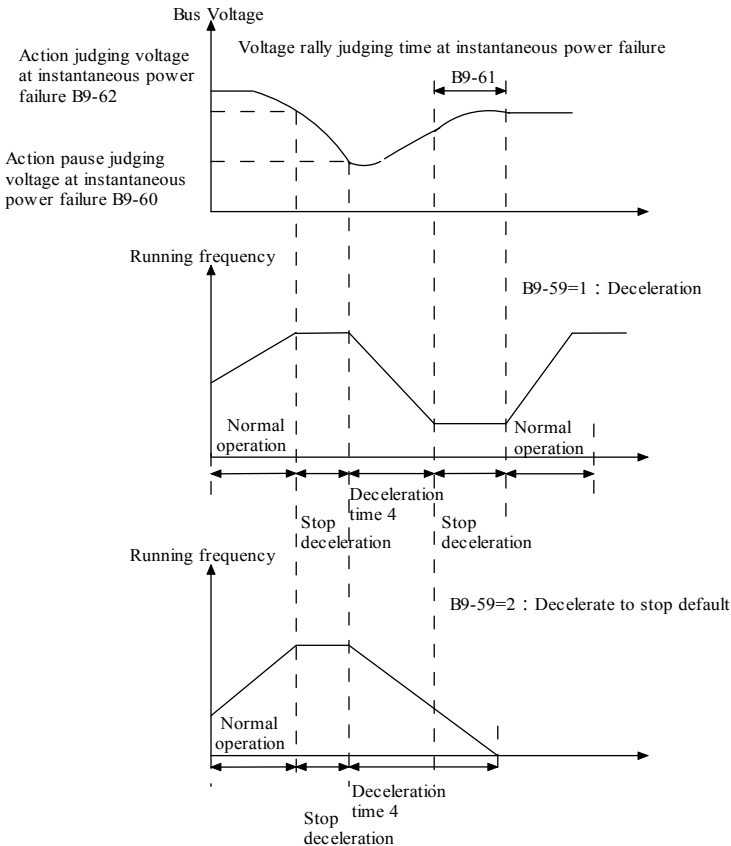 Bus Voltage
Action judging voltage
at instantaneous power
failure B9-62
Voltage rally judging time at instantaneous power failure
B9-61
Action pause judging
voltage at instantaneous
power failure B9-60
Running frequency
B9-59=1：Deceleration
Normal
operation
Normal
operation
Deceleration
time 4
Stop
deceleration
Stop
deceleration
Running frequency
B9-59=2：Decelerate to stop default
Normal
operation
Deceleration
time 4
Stop
deceleration